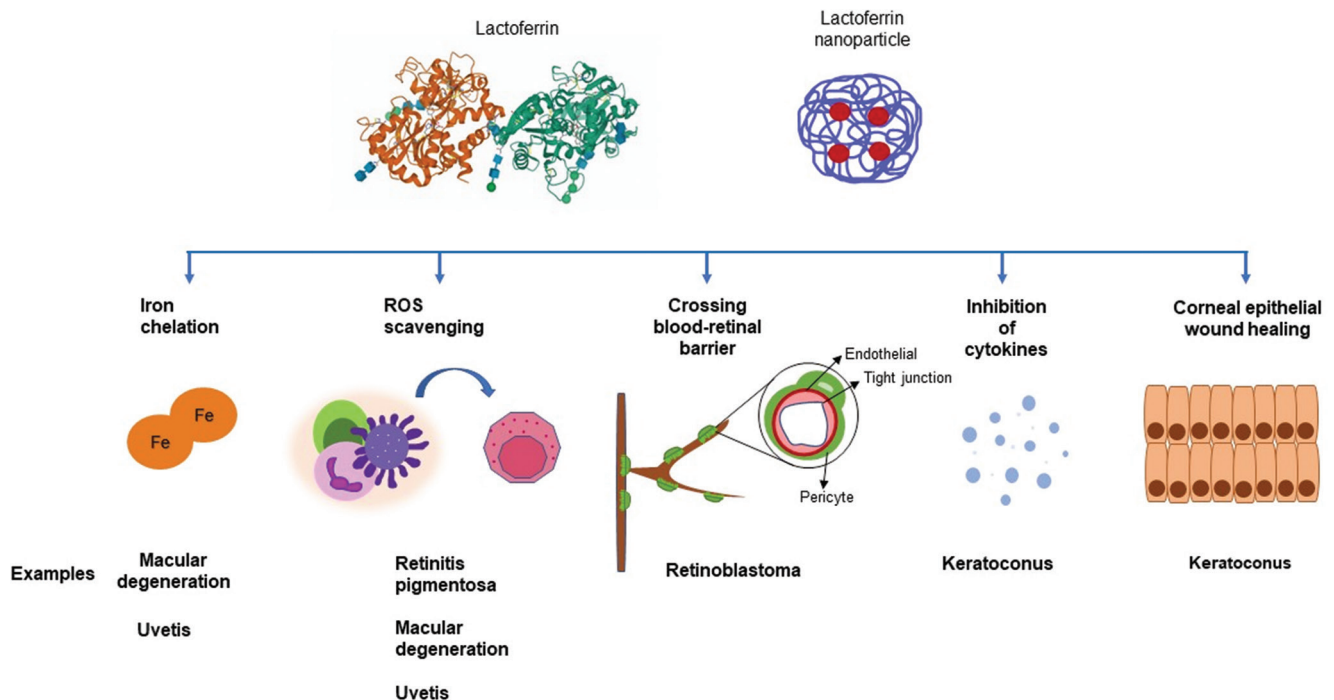 Lactoferrin
Lactoferrin
nanoparticle
Iron
chelation
ROS
scavenging
Crossing
blood-retinal
barrier
Inhibition
of
cytokines
Corneal epithelial
wound healing
Fe
Fe
Endothelial
Tight junction
Pericyte
Examples
Macular
degeneration
Uvetis
Retinitis
pigmentosa
Macular
degeneration
Uvetis
Retinoblastoma
Keratoconus
Keratoconus